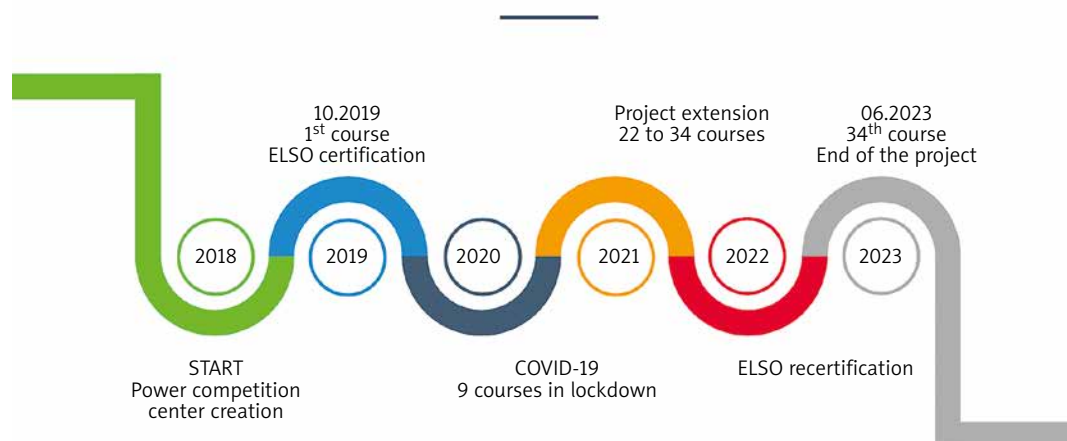 10.2019
1st course
ELSO certification
Project extension
22 to 34 courses
06.2023
34th course
End of the project
2018
2019
2020
2021
2022
2023
START
Power competition
center creation
COVID-19
9 courses in lockdown
ELSO recertification